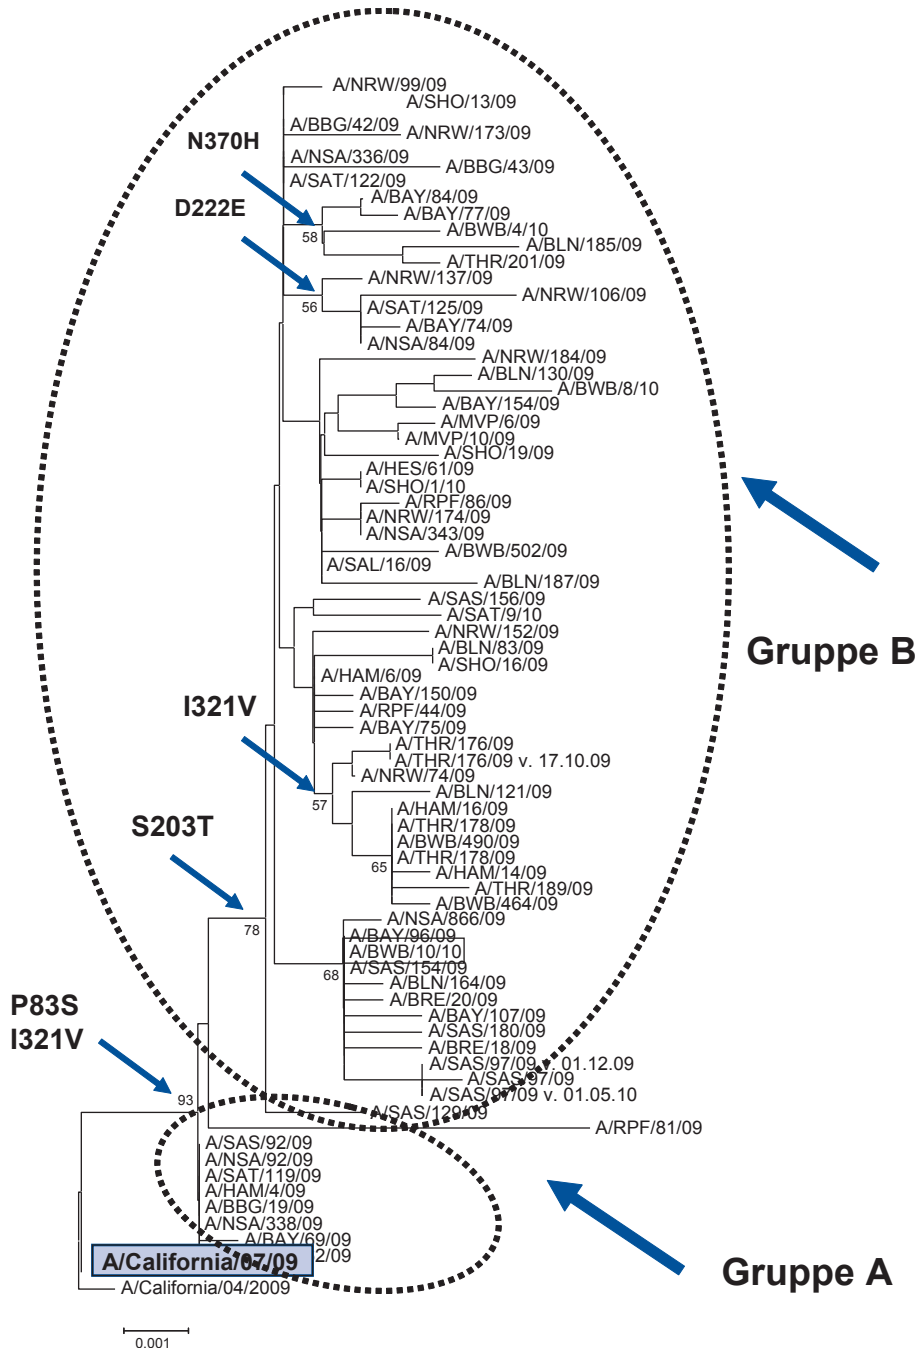 A/NRW/99/09
A/SHO/13/09
A/BBG/42/09
A/NRW/173/09
N370H
A/NSA/336/09
A/BBG/43/09
A/SAT/122/09
A/BAY/84/09
D222E
A/BAY/77/09
A/BWB/4/10
58
A/BLN/185/09
A/THR/201/09
A/NRW/137/09
A/NRW/106/09
56
A/SAT/125/09
A/BAY/74/09
A/NSA/84/09
A/NRW/184/09
A/BLN/130/09
A/BWB/8/10
A/BAY/154/09
A/MVP/6/09
A/MVP/10/09
A/SHO/19/09
A/HES/61/09
A/SHO/1/10
A/RPF/86/09
A/NRW/174/09
A/NSA/343/09
A/BWB/502/09
A/SAL/16/09
A/BLN/187/09
A/SAS/156/09
A/SAT/9/10
A/NRW/152/09
A/BLN/83/09
Gruppe B
A/SHO/16/09
A/HAM/6/09
A/BAY/150/09
I321V
A/RPF/44/09
A/BAY/75/09
A/THR/176/09
A/THR/176/09 v. 17.10.09
A/NRW/74/09
A/BLN/121/09
57
A/HAM/16/09
S203T
A/THR/178/09
A/BWB/490/09
A/THR/178/09
65
A/HAM/14/09
A/THR/189/09
A/BWB/464/09
A/NSA/866/09
78
A/BAY/96/09
A/BWB/10/10
A/SAS/154/09
68
A/BLN/164/09
A/BRE/20/09
P83S
A/BAY/107/09
A/SAS/180/09
I321V
A/BRE/18/09
A/SAS/97/09 v. 01.12.09
A/SAS/97/09
A/SAS/97/09 v. 01.05.10
93
A/SAS/129/09
A/RPF/81/09
A/SAS/92/09
A/NSA/92/09
A/SAT/119/09
A/HAM/4/09
A/BBG/19/09
A/NSA/338/09
A/BAY/69/09
2/09
A/California/07/09
Gruppe A
A/California/04/2009
0.001